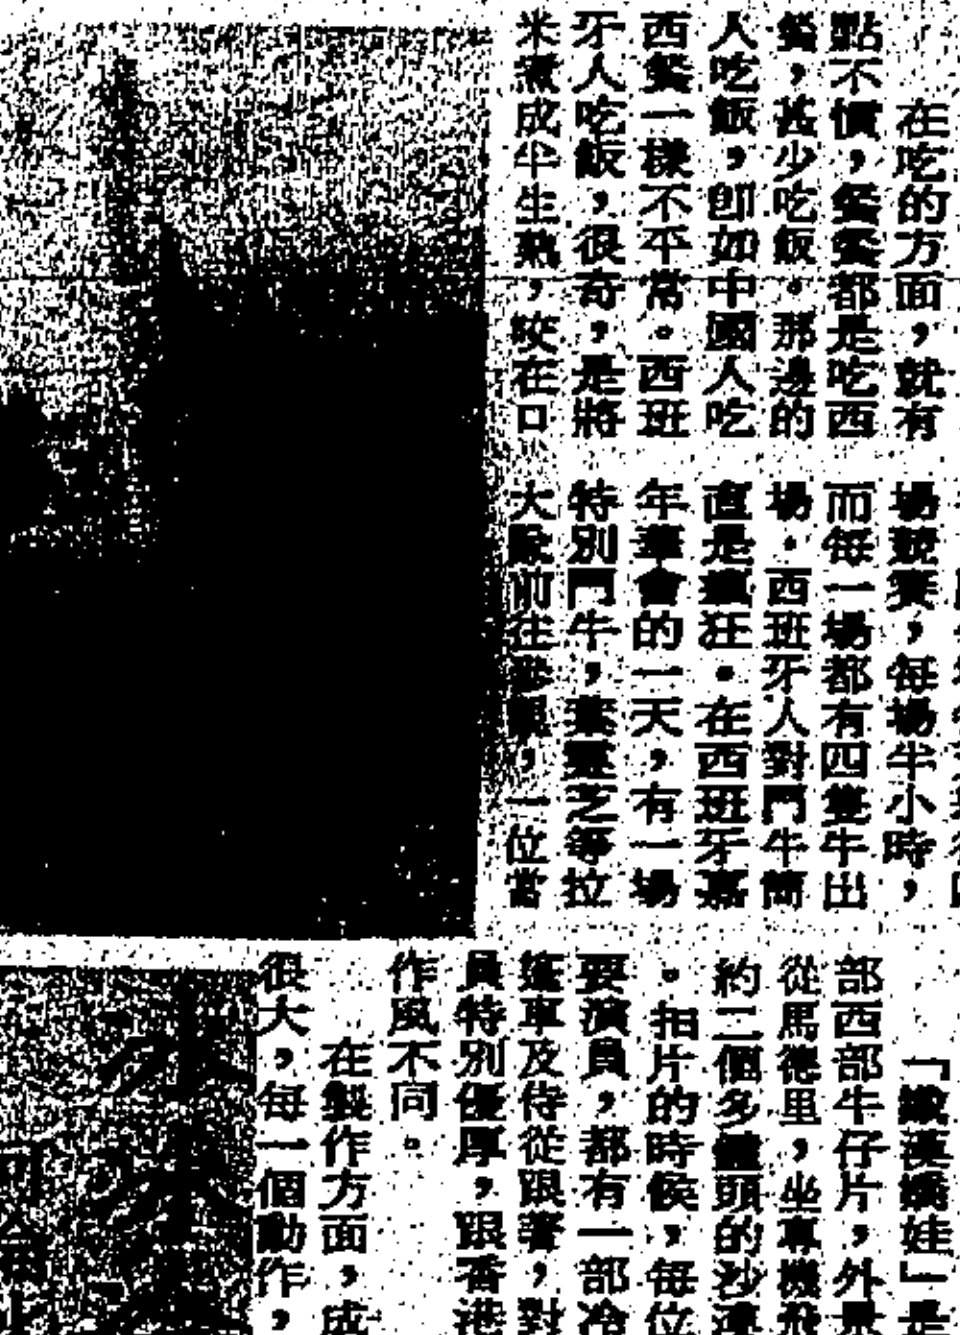 在吃的方面，就有
點不慣，餐餐都是吃西
餐，甚少吃飯。那邊的
人吃飯，卽如中國人吃
西餐一樣不平常。西班
牙人吃飯，很奇，是將
米煮成半生熟，咬在口
場競賽，每場半小時，
而每一場都有四隻牛出
場。西班牙人對鬥牛簡
直是瘋狂。在西班牙嘉
年華會的一天，有一場
特別鬥牛，葉靈芝等拉
大隊前往參觀，一位當
「鐵漢嬌娃」是
部西部牛仔片，外景
從馬德里，坐專機飛
約二個多鐘頭的沙漠
。拍片的時候，每位
要演員，都有一部冷
篷車及侍從跟著，對
員特別優厚，跟香港
作風不同。
在製作方面，成
很大，每一個動作，